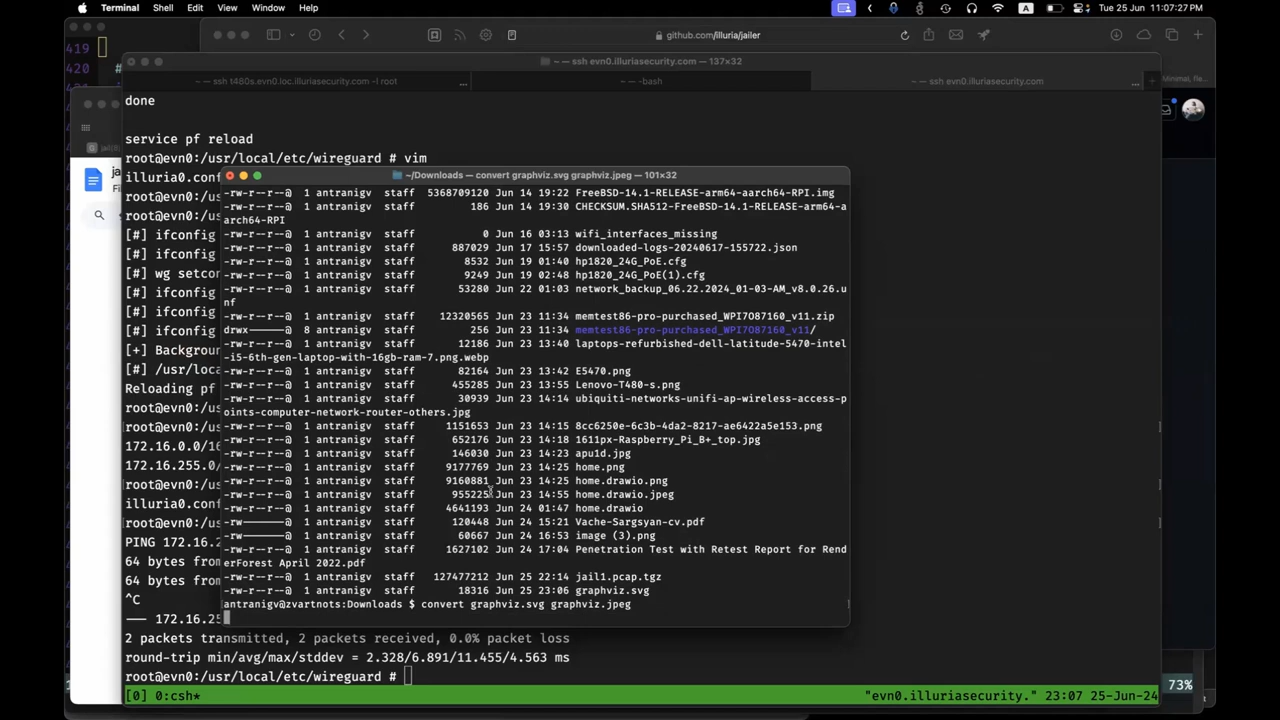 Terminal Shell Edit View Window Help
A Tue 25 Jun 11:07:27 PM
419
420 #
github.com/illuria/jailer
~ — ssh evn0.illuriasecurity.com — 137×32
~ — ssh t480s.evn0.loc.illuriasecurity.com -l root ...
~ — -bash
~ — ssh evn0.illuriasecurity.com ...
Minimal, fle...
done
service pf reload
root@evn0:/usr/local/etc/wireguard # vim
illuria0.conf
root@evn0:/us
root@evn0:/us
[#] ifconfig
[#] ifconfig
[#] wg setcon
[#] ifconfig
[#] ifconfig
[#] ifconfig
[+] Backgroun
[#] /usr/loca
Reloading pf
root@evn0:/us
root@evn0:/us
172.16.0.0/16
172.16.255.0/
root@evn0:/us
illuria0.conf
root@evn0:/us
PING 172.16.2
64 bytes from
64 bytes from
^C
--- 172.16.25
2 packets transmitted, 2 packets received, 0.0% packet loss
round-trip min/avg/max/stddev = 2.328/6.891/11.455/4.563 ms
root@evn0:/usr/local/etc/wireguard #
[0] 0:csh* "evn0.illuriasecurity." 23:07 25-Jun-24
73%
~/Downloads — convert graphviz.svg graphviz.jpeg — 101×32
-rw-r--r--@ 1 antranigv staff 5368709120 Jun 14 19:22 FreeBSD-14.1-RELEASE-arm64-aarch64-RPI.img
-rw-r--r--@ 1 antranigv staff 186 Jun 14 19:30 CHECKSUM.SHA512-FreeBSD-14.1-RELEASE-arm64-a
arch64-RPI
-rw-r--r--@ 1 antranigv staff 0 Jun 16 03:13 wifi_interfaces_missing
-rw-r--r--@ 1 antranigv staff 887029 Jun 17 15:57 downloaded-logs-20240617-155722.json
-rw-r--r--@ 1 antranigv staff 8532 Jun 19 01:40 hp1820_24G_PoE.cfg
-rw-r--r--@ 1 antranigv staff 9249 Jun 19 02:48 hp1820_24G_PoE(1).cfg
-rw-r--r--@ 1 antranigv staff 53280 Jun 22 01:03 network_backup_06.22.2024_01-03-AM_v8.0.26.u
nf
-rw-r--r--@ 1 antranigv staff 12320565 Jun 23 11:34 memtest86-pro-purchased_WPI7O87160_v11.zip
drwx------@ 8 antranigv staff 256 Jun 23 11:34 memtest86-pro-purchased_WPI7O87160_v11/
-rw-r--r--@ 1 antranigv staff 12186 Jun 23 13:40 laptops-refurbished-dell-latitude-5470-intel
-i5-6th-gen-laptop-with-16gb-ram-7.png.webp
-rw-r--r--@ 1 antranigv staff 82164 Jun 23 13:42 E5470.png
-rw-r--r--@ 1 antranigv staff 455285 Jun 23 13:55 Lenovo-T480-s.png
-rw-r--r--@ 1 antranigv staff 30939 Jun 23 14:14 ubiquiti-networks-unifi-ap-wireless-access-p
oints-computer-network-router-others.jpg
-rw-r--r--@ 1 antranigv staff 1151653 Jun 23 14:15 8cc6250e-6c3b-4da2-8217-ae6422a5e153.png
-rw-r--r--@ 1 antranigv staff 652176 Jun 23 14:18 1611px-Raspberry_Pi_B+_top.jpg
-rw-r--r--@ 1 antranigv staff 146030 Jun 23 14:23 apu1d.jpg
-rw-r--r--@ 1 antranigv staff 9177769 Jun 23 14:25 home.png
-rw-r--r--@ 1 antranigv staff 9160881 Jun 23 14:25 home.drawio.png
-rw-r--r--@ 1 antranigv staff 955225 Jun 23 14:55 home.drawio.jpeg
-rw-r--r--@ 1 antranigv staff 4641193 Jun 24 01:47 home.drawio
-rw-------@ 1 antranigv staff 120448 Jun 24 15:21 Vache-Sargsyan-cv.pdf
-rw-------@ 1 antranigv staff 60667 Jun 24 16:53 image (3).png
-rw-r--r--@ 1 antranigv staff 1627102 Jun 24 17:04 Penetration Test with Retest Report for Rend
erForest April 2022.pdf
-rw-r--r--@ 1 antranigv staff 127477212 Jun 25 22:14 jail1.pcap.tgz
-rw-r--r--@ 1 antranigv staff 18316 Jun 25 23:06 graphviz.svg
antranigv@zvartnots:Downloads $ convert graphviz.svg graphviz.jpeg